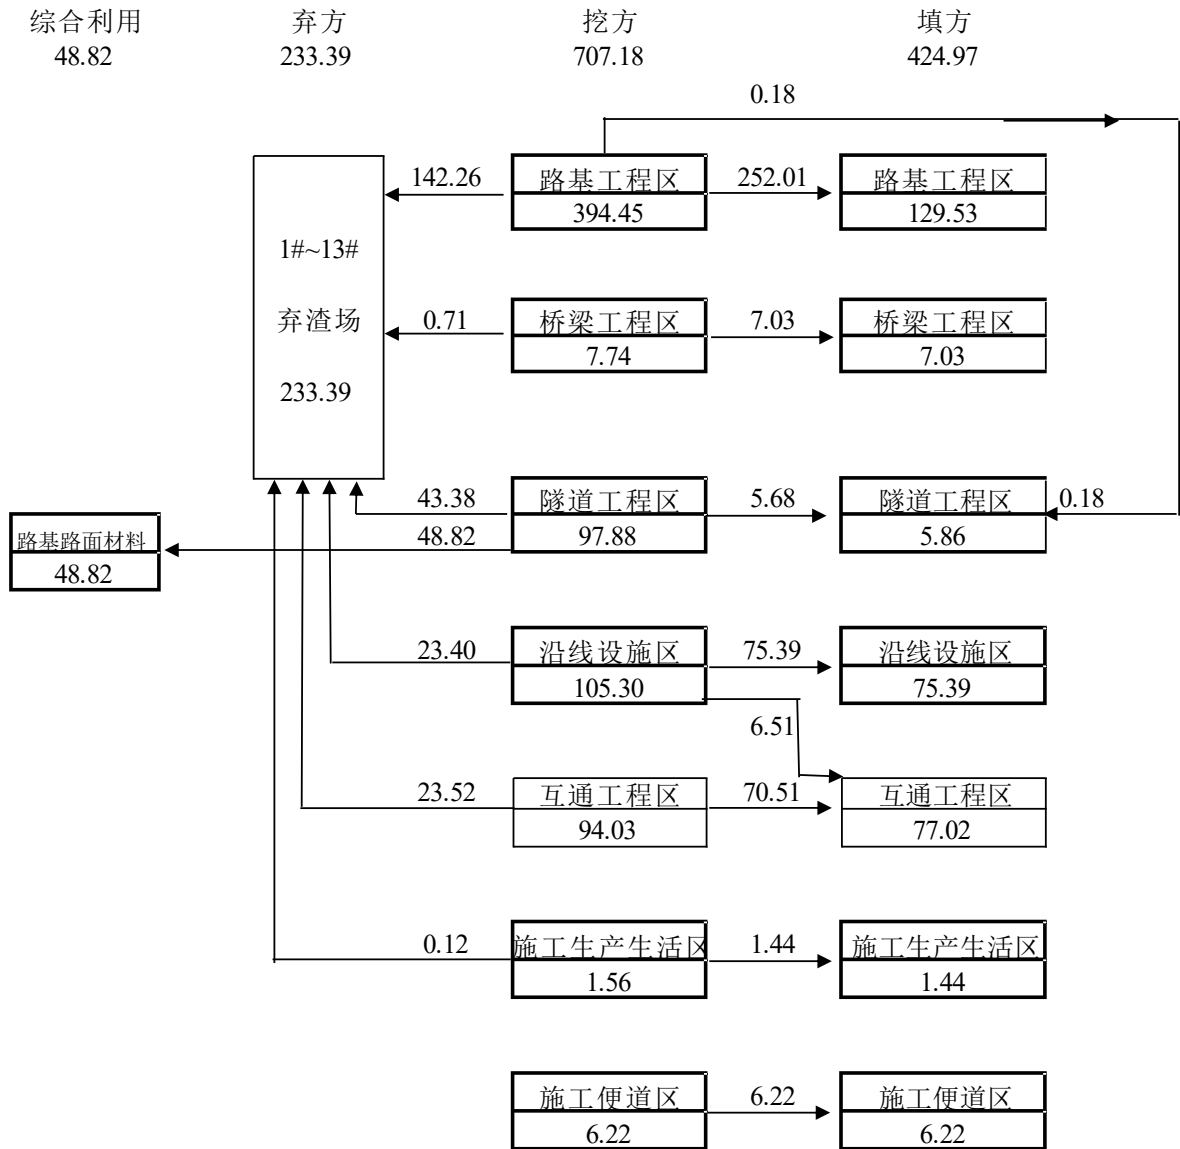 综合利用 弃方 挖方 填方
48.82 233.39 707.18 424.97
0.18
142.26 路基工程区 252.01 路基工程区
394.45 129.53
1#~13#
弃渣场
233.39
0.71 桥梁工程区 7.03 桥梁工程区
7.74 7.03
43.38 隧道工程区 5.68 隧道工程区 0.18
路基路面材料 48.82 97.88 5.86
48.82
23.40 沿线设施区 75.39 沿线设施区
105.30 75.39
6.51
23.52 互通工程区 70.51 互通工程区
94.03 77.02
0.12 施工生产生活区 1.44 施工生产生活区
1.56 1.44
施工便道区 6.22 施工便道区
6.22 6.22